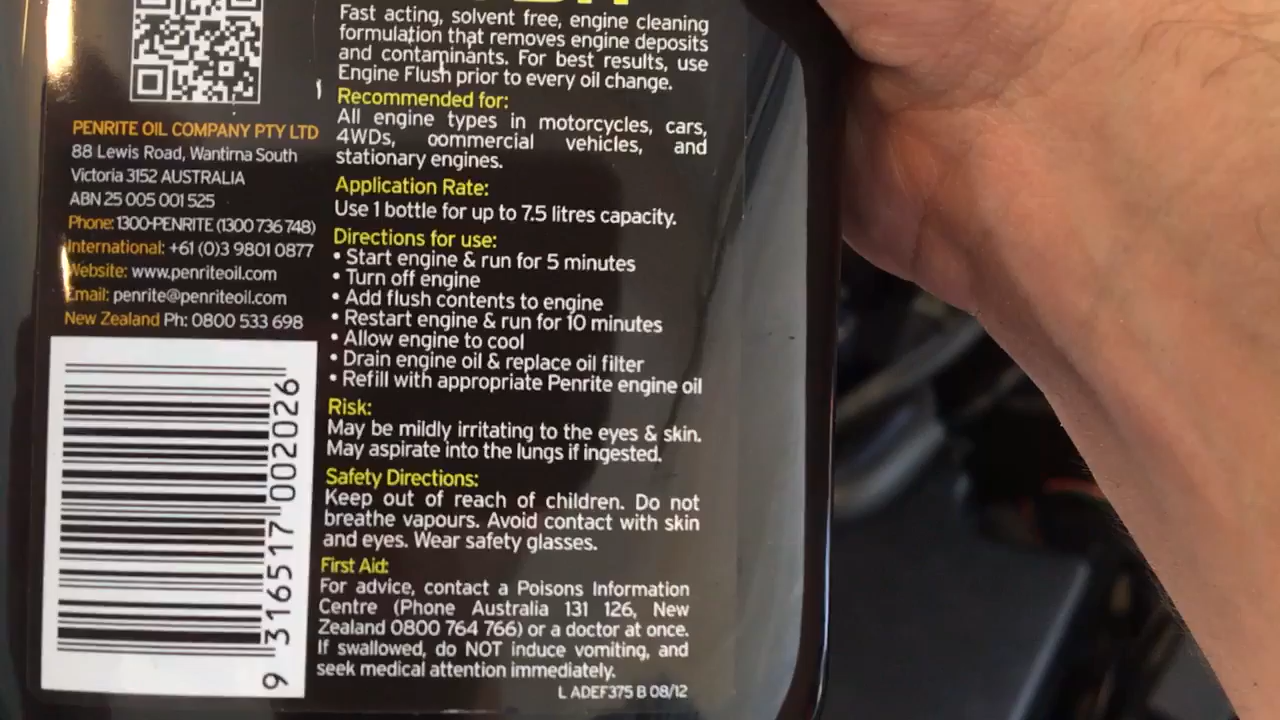 PENRITE OIL COMPANY PTY LTD
88 Lewis Road, Wantirna South
Victoria 3152 AUSTRALIA
ABN 25 005 001 525
Phone: 1300-PENRITE (1300 736 748)
International: +61 (0)3 9801 0877
Website: www.penriteoil.com
Email: penrite@penriteoil.com
New Zealand Ph: 0800 533 698
9 316517 002026
Fast acting, solvent free, engine cleaning
formulation that removes engine deposits
and contaminants. For best results, use
Engine Flush prior to every oil change.
Recommended for:
All engine types in motorcycles, cars,
4WDs, commercial vehicles, and
stationary engines.
Application Rate:
Use 1 bottle for up to 7.5 litres capacity.
Directions for use:
• Start engine & run for 5 minutes
• Turn off engine
• Add flush contents to engine
• Restart engine & run for 10 minutes
• Allow engine to cool
• Drain engine oil & replace oil filter
• Refill with appropriate Penrite engine oil
Risk:
May be mildly irritating to the eyes & skin.
May aspirate into the lungs if ingested.
Safety Directions:
Keep out of reach of children. Do not
breathe vapours. Avoid contact with skin
and eyes. Wear safety glasses.
First Aid:
For advice, contact a Poisons Information
Centre (Phone Australia 131 126, New
Zealand 0800 764 766) or a doctor at once.
If swallowed, do NOT induce vomiting, and
seek medical attention immediately.
L ADEF375 B 08/12